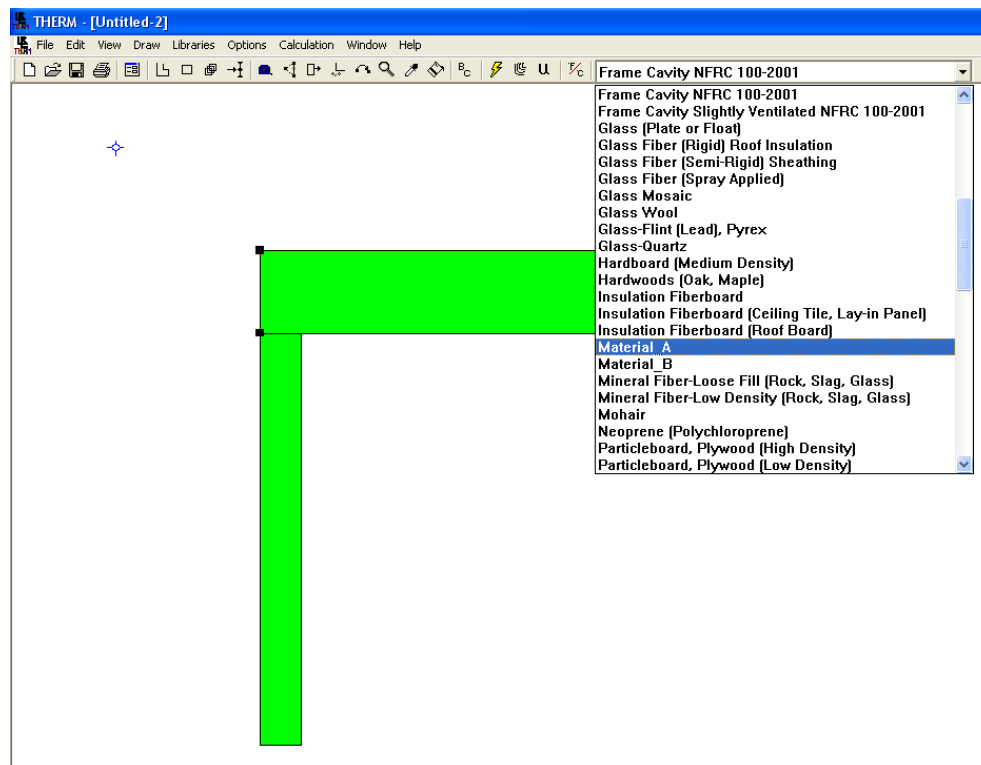 THERM - [Untitled-2]
File Edit View Draw Libraries Options Calculation Window Help
BC U F/C Frame Cavity NFRC 100-2001
Frame Cavity NFRC 100-2001
Frame Cavity Slightly Ventilated NFRC 100-2001
Glass (Plate or Float)
Glass Fiber (Rigid) Roof Insulation
Glass Fiber (Semi-Rigid) Sheathing
Glass Fiber (Spray Applied)
Glass Mosaic
Glass Wool
Glass-Flint (Lead), Pyrex
Glass-Quartz
Hardboard (Medium Density)
Hardwoods (Oak, Maple)
Insulation Fiberboard
Insulation Fiberboard (Ceiling Tile, Lay-in Panel)
Insulation Fiberboard (Roof Board)
Material_A
Material_B
Mineral Fiber-Loose Fill (Rock, Slag, Glass)
Mineral Fiber-Low Density (Rock, Slag, Glass)
Mohair
Neoprene (Polychloroprene)
Particleboard, Plywood (High Density)
Particleboard, Plywood (Low Density)